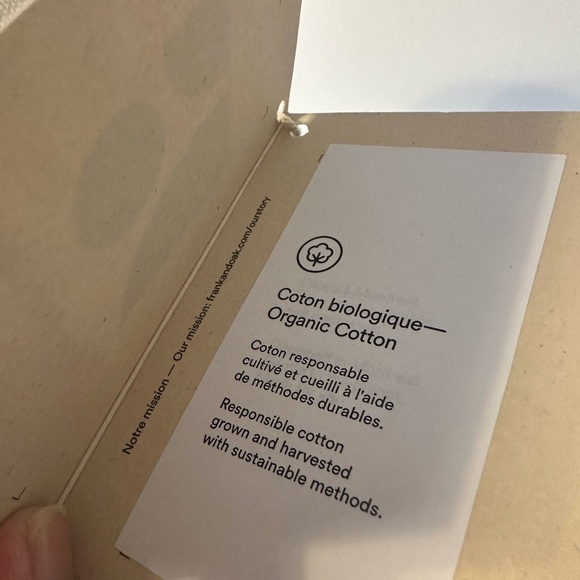 Notre mission — Our mission: frankandoak.com/ourstory
Coton biologique—
Organic Cotton
Coton responsable
cultivé et cueilli à l'aide
de méthodes durables.
Responsible cotton
grown and harvested
with sustainable methods.